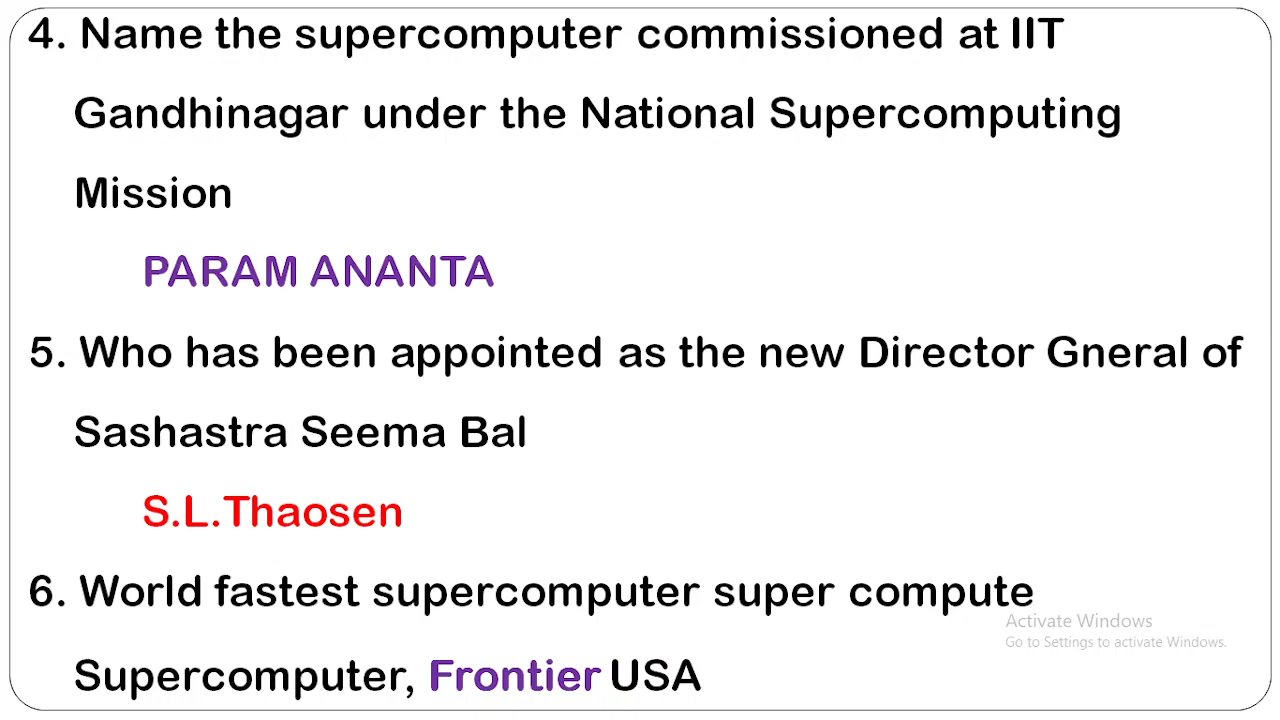 4. Name the supercomputer commissioned at IIT
Gandhinagar under the National Supercomputing
Mission
PARAM ANANTA
5. Who has been appointed as the new Director Gneral of
Sashastra Seema Bal
S.L.Thaosen
6. World fastest supercomputer super compute
Activate Windows
Go to Settings to activate Windows.
Supercomputer, Frontier USA